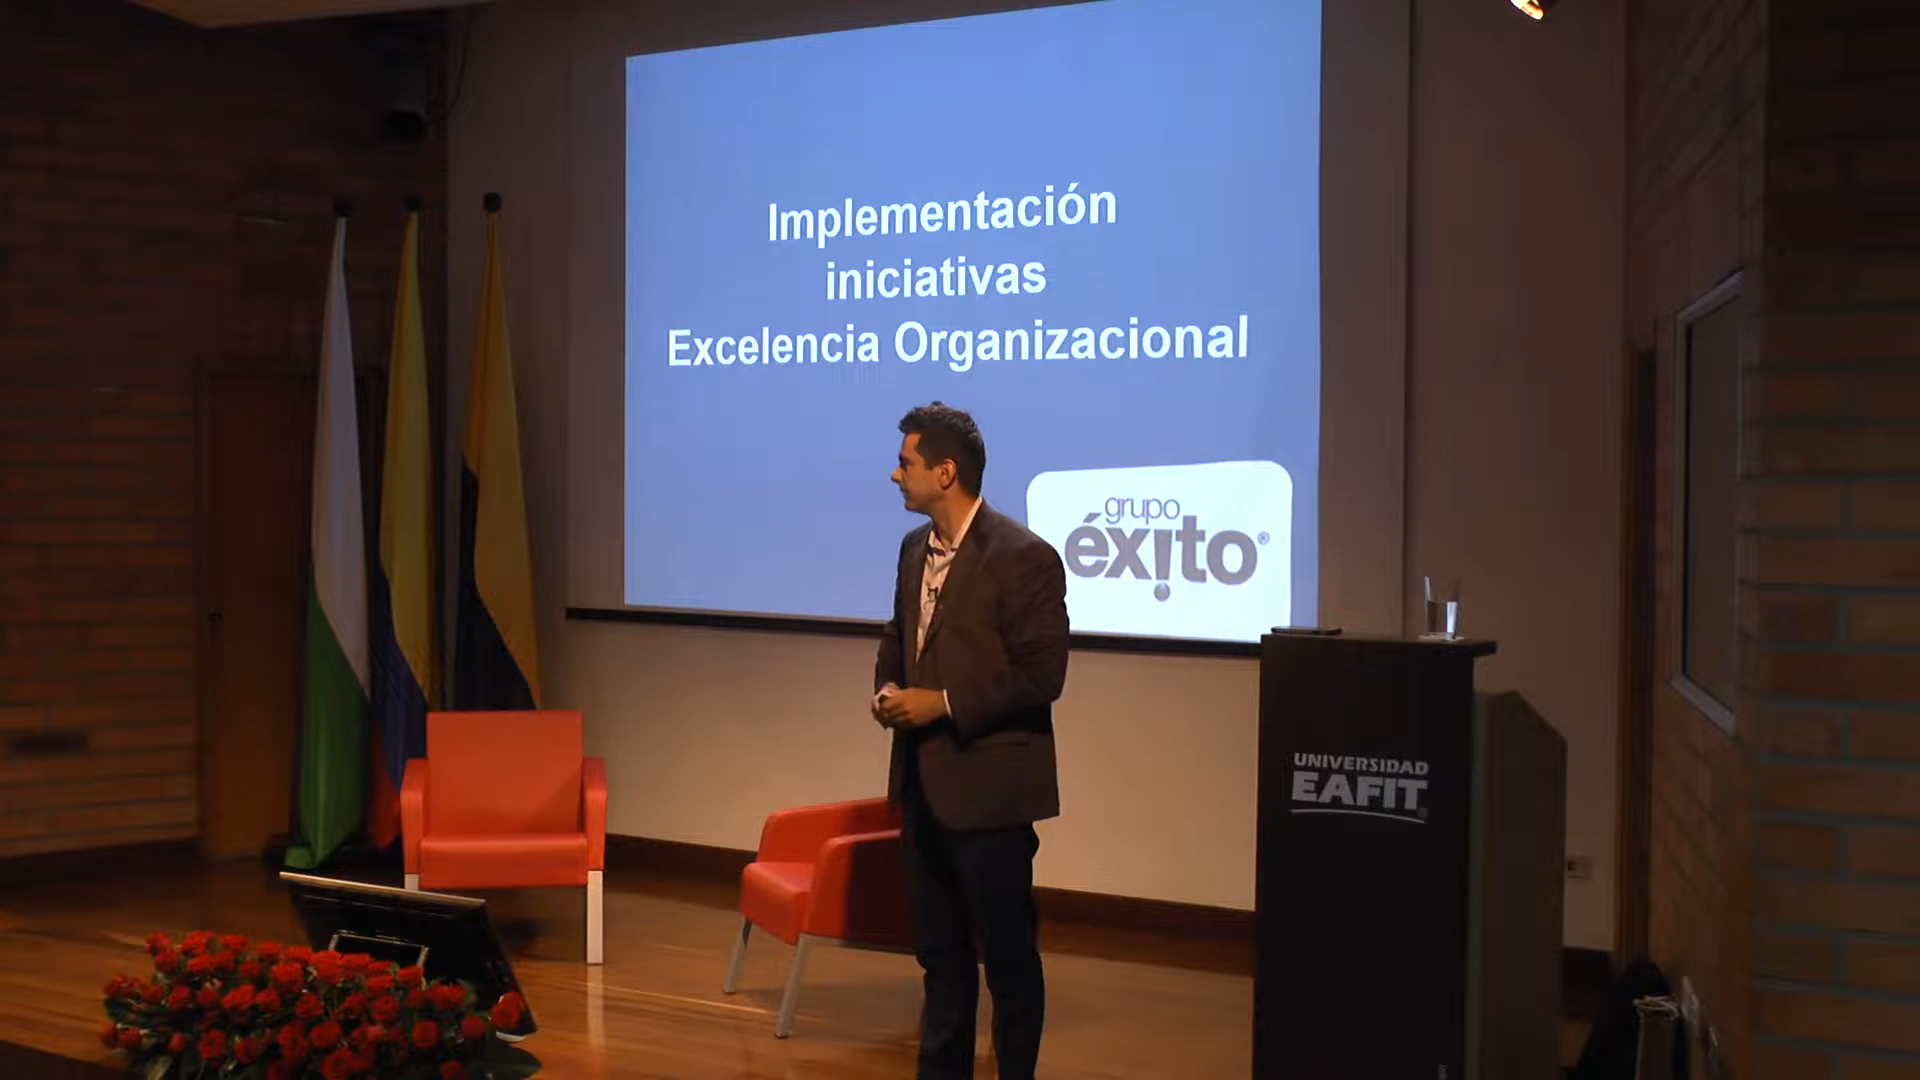 Implementación
iniciativas
Excelencia Organizacional
grupo
éxito®
UNIVERSIDAD
EAFIT